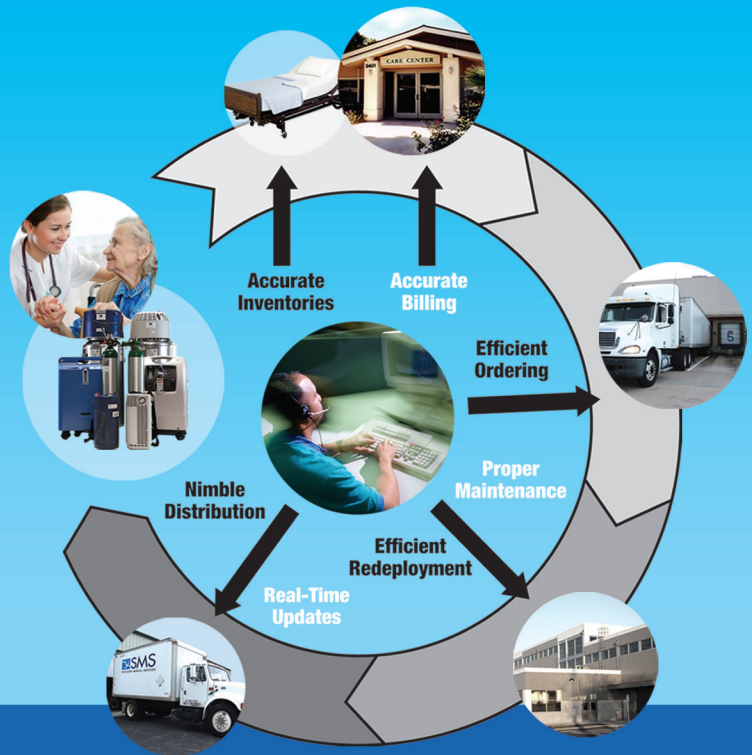 3401
CARE CENTER
Accurate
Inventories
Accurate
Billing
Efficient
Ordering
5
Proper
Maintenance
Nimble
Distribution
Efficient
Redeployment
Real-Time
Updates
SMS